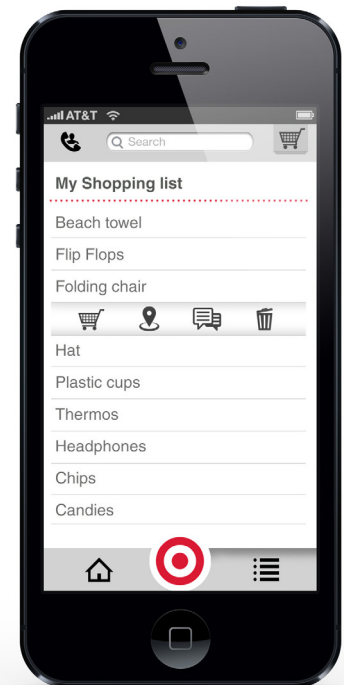 AT&T
Search
My Shopping list
Beach towel
Flip Flops
Folding chair
Hat
Plastic cups
Thermos
Headphones
Chips
Candies